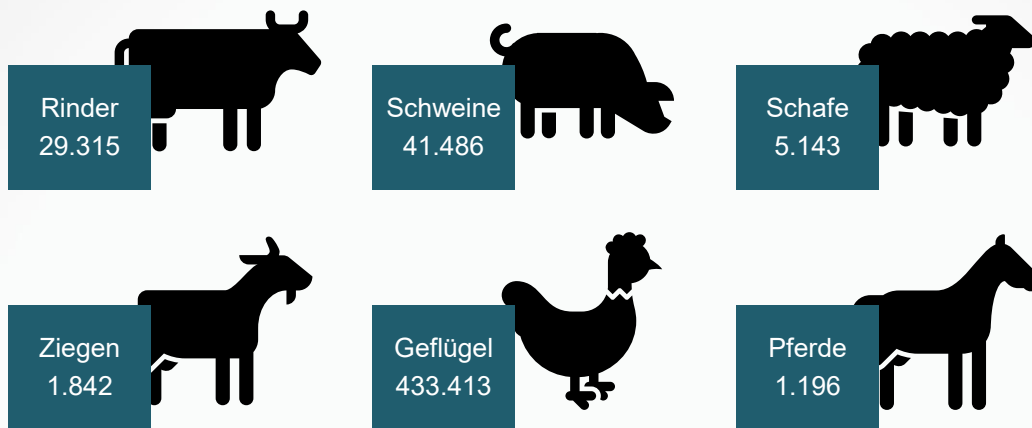 Rinder
29.315
Schweine
41.486
Schafe
5.143
Ziegen
1.842
Geflügel
433.413
Pferde
1.196